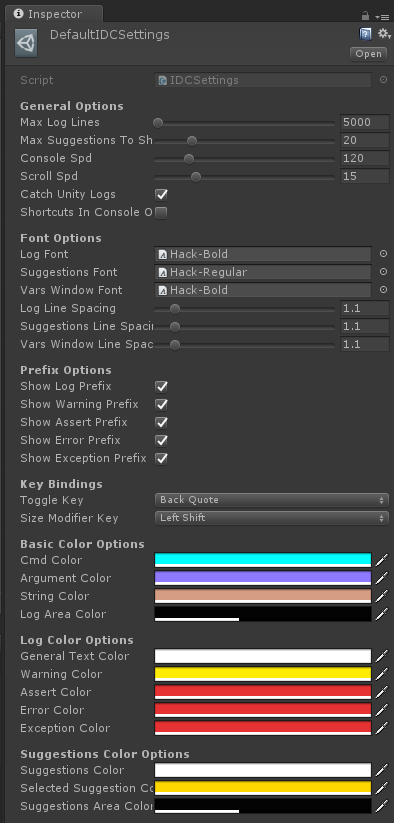 Inspector
DefaultIDCSettings
Open
Script IDCSettings
General Options
Max Log Lines 5000
Max Suggestions To Sh 20
Console Spd 120
Scroll Spd 15
Catch Unity Logs
Shortcuts In Console O
Font Options
Log Font Hack-Bold
Suggestions Font Hack-Regular
Vars Window Font Hack-Bold
Log Line Spacing 1.1
Suggestions Line Spacin 1.1
Vars Window Line Spac 1.1
Prefix Options
Show Log Prefix
Show Warning Prefix
Show Assert Prefix
Show Error Prefix
Show Exception Prefix
Key Bindings
Toggle Key Back Quote
Size Modifier Key Left Shift
Basic Color Options
Cmd Color
Argument Color
String Color
Log Area Color
Log Color Options
General Text Color
Warning Color
Assert Color
Error Color
Exception Color
Suggestions Color Options
Suggestions Color
Selected Suggestion Co
Suggestions Area Color